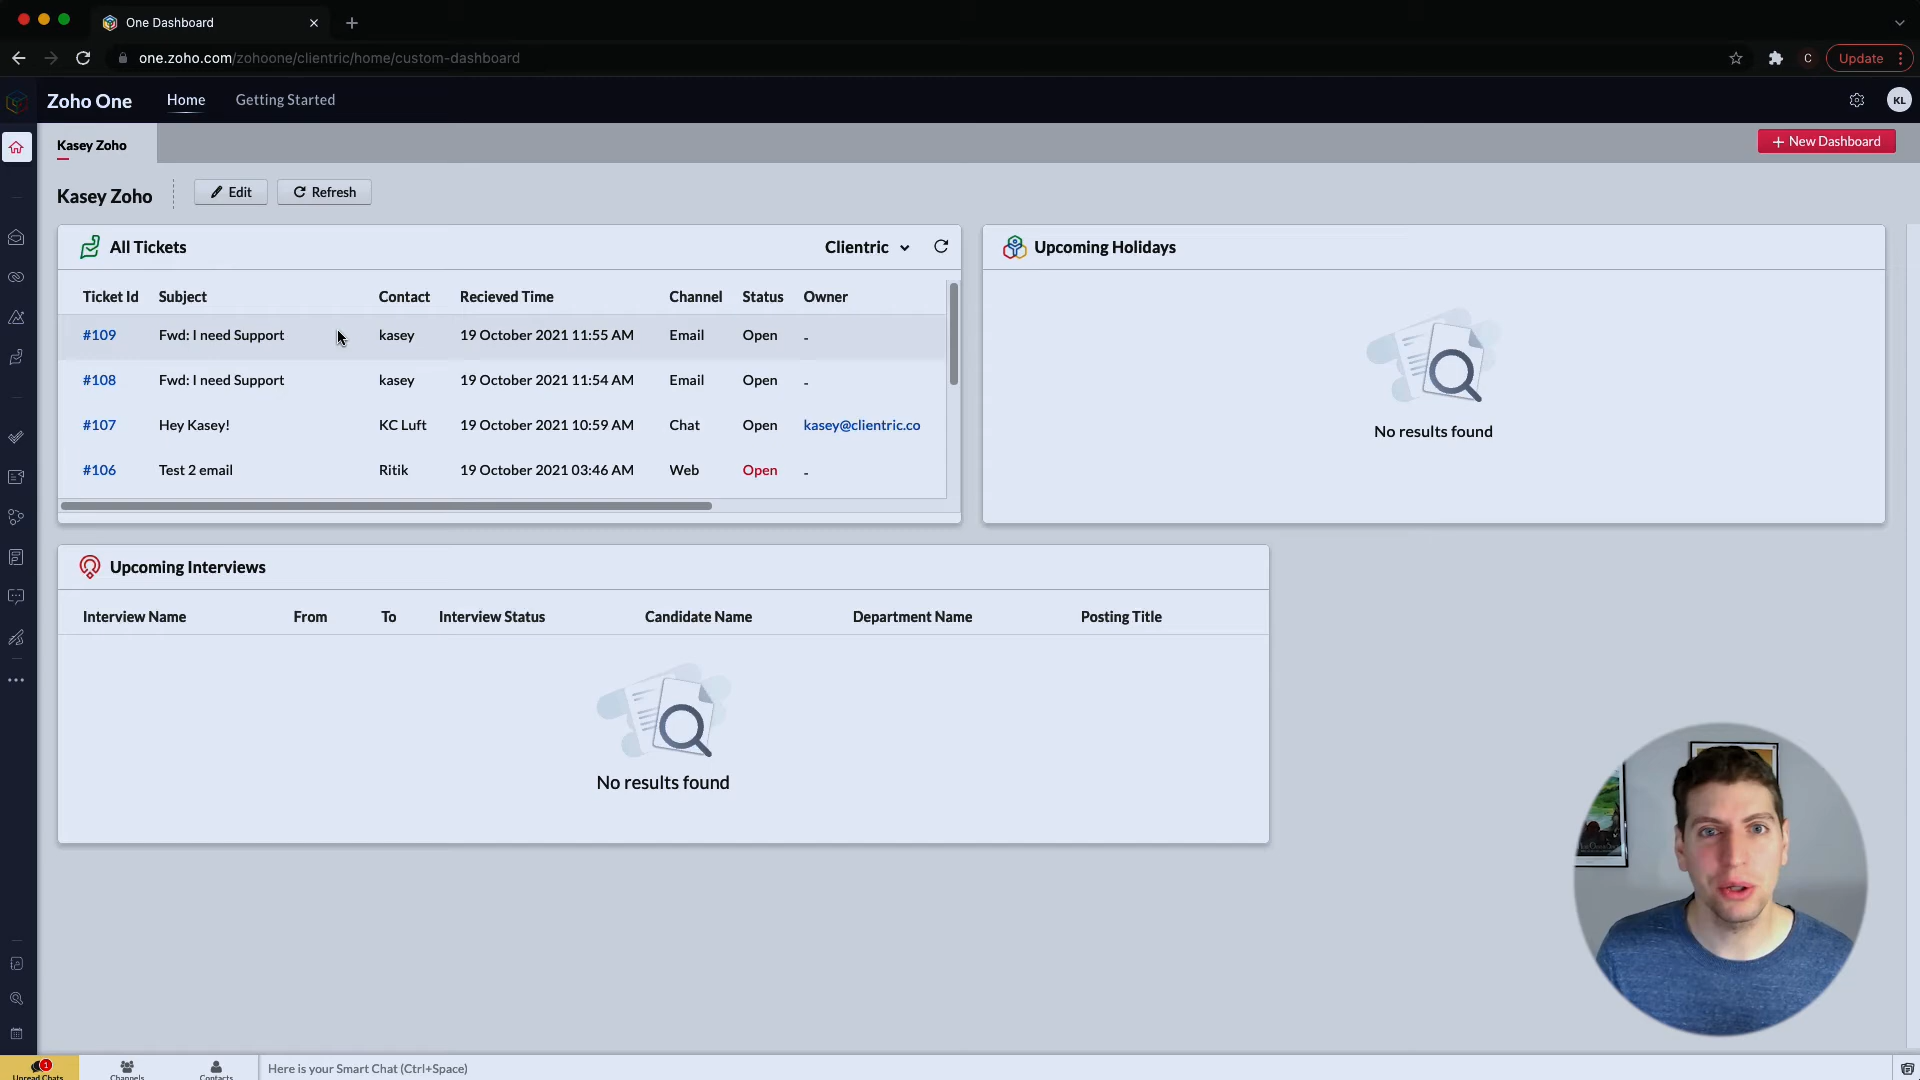 One Dashboard
one.zoho.com/zohoone/clientric/home/custom-dashboard
C
Update
Zoho One
Home
Getting Started
KL
Kasey Zoho
+ New Dashboard
Kasey Zoho
Edit
Refresh
All Tickets
Clientric
Ticket Id Subject Contact Recieved Time Channel Status Owner
#109 Fwd: I need Support kasey 19 October 2021 11:55 AM Email Open -
#108 Fwd: I need Support kasey 19 October 2021 11:54 AM Email Open -
#107 Hey Kasey! KC Luft 19 October 2021 10:59 AM Chat Open kasey@clientric.co
#106 Test 2 email Ritik 19 October 2021 03:46 AM Web Open -
Upcoming Holidays
No results found
Upcoming Interviews
Interview Name From To Interview Status Candidate Name Department Name Posting Title
No results found
1
Unread Chats
Channels
Contacts
Here is your Smart Chat (Ctrl+Space)